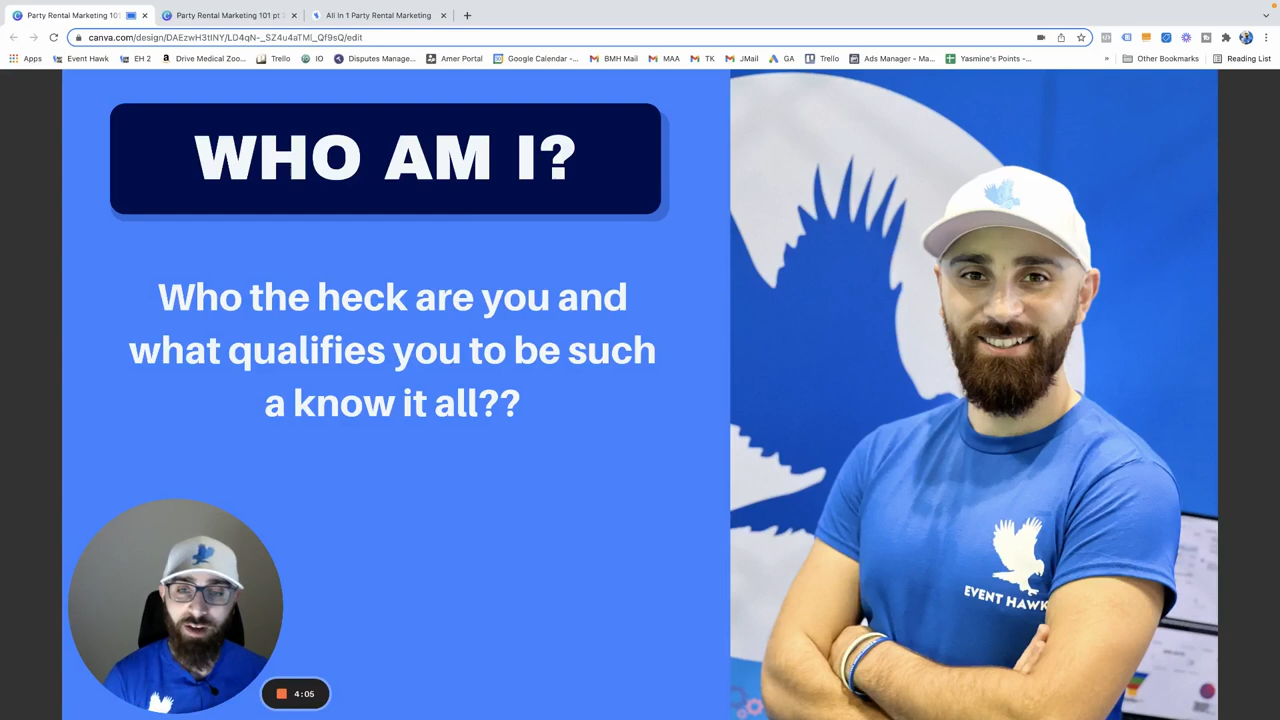 Party Rental Marketing 101
Party Rental Marketing 101 pt
All In 1 Party Rental Marketing
canva.com/design/DAEzwH3tINY/LD4qN-_SZ4u4aTMl_Qf9sQ/edit
Apps
Event Hawk
EH 2
Drive Medical Zoo...
Trello
IO
Disputes Manage...
Amer Portal
Google Calendar -...
BMH Mail
MAA
TK
JMail
GA
Trello
Ads Manager - Ma...
Yasmine's Points -...
»
Other Bookmarks
Reading List
WHO AM I?
Who the heck are you and
what qualifies you to be such
a know it all??
EVENT HAWK
4:05